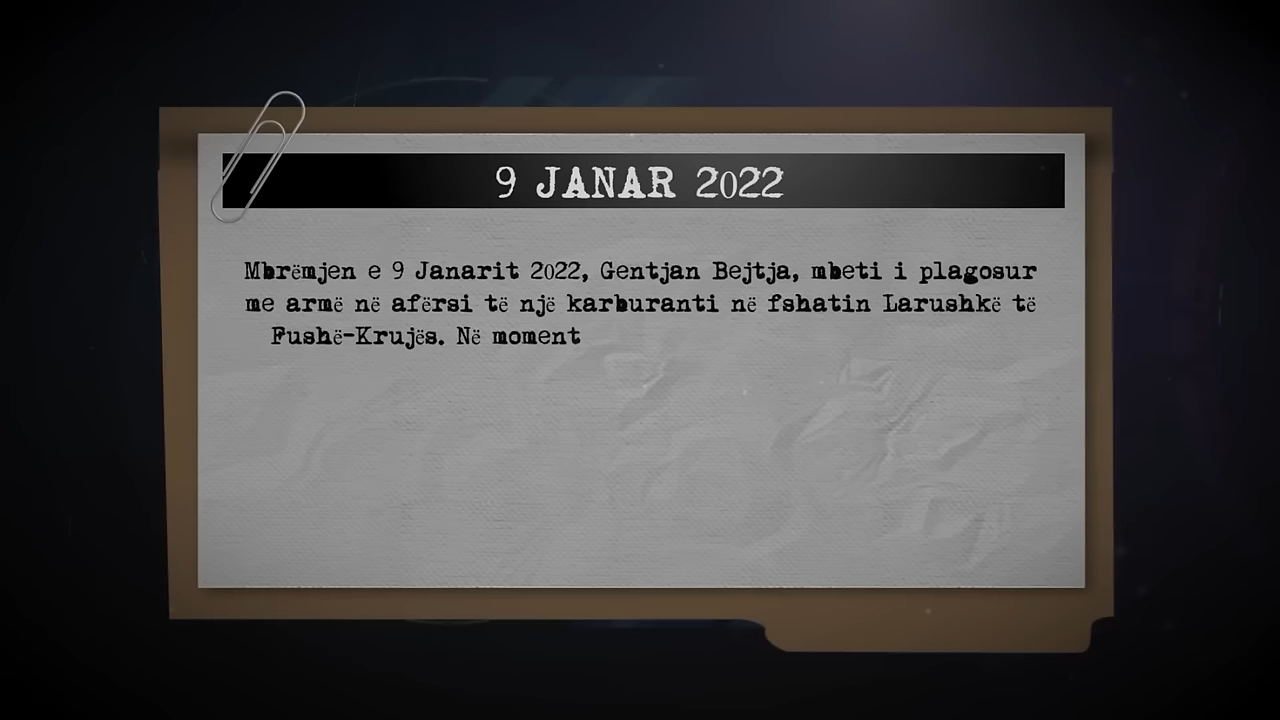 9 JANAR 2022
Mbrëmjen e 9 Janarit 2022, Gentjan Bejtja, mbeti i plagosur
me armë në afërsi të një karburanti në fshatin Larushkë të
Fushë-Krujës. Në moment